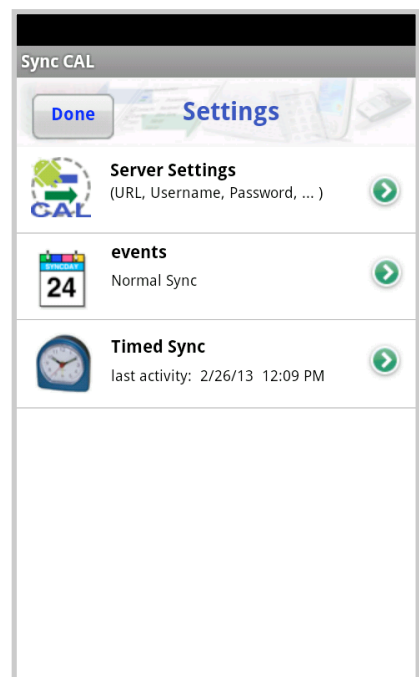 Sync CAL
Done
Settings
Server Settings
(URL, Username, Password, ... )
CAL
events
SYNCDAY
24
Normal Sync
Timed Sync
last activity:  2/26/13  12:09 PM